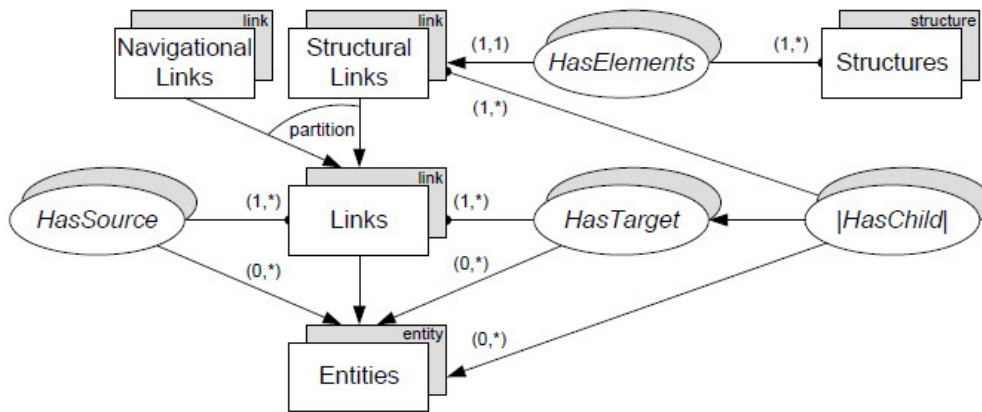 link
link
structure
Navigational
Links
Structural
Links
(1,1)
HasElements
(1,*)
Structures
(1,*)
partition
link
HasSource
(1,*)
Links
(1,*)
HasTarget
|HasChild|
(0,*)
(0,*)
entity
(0,*)
Entities